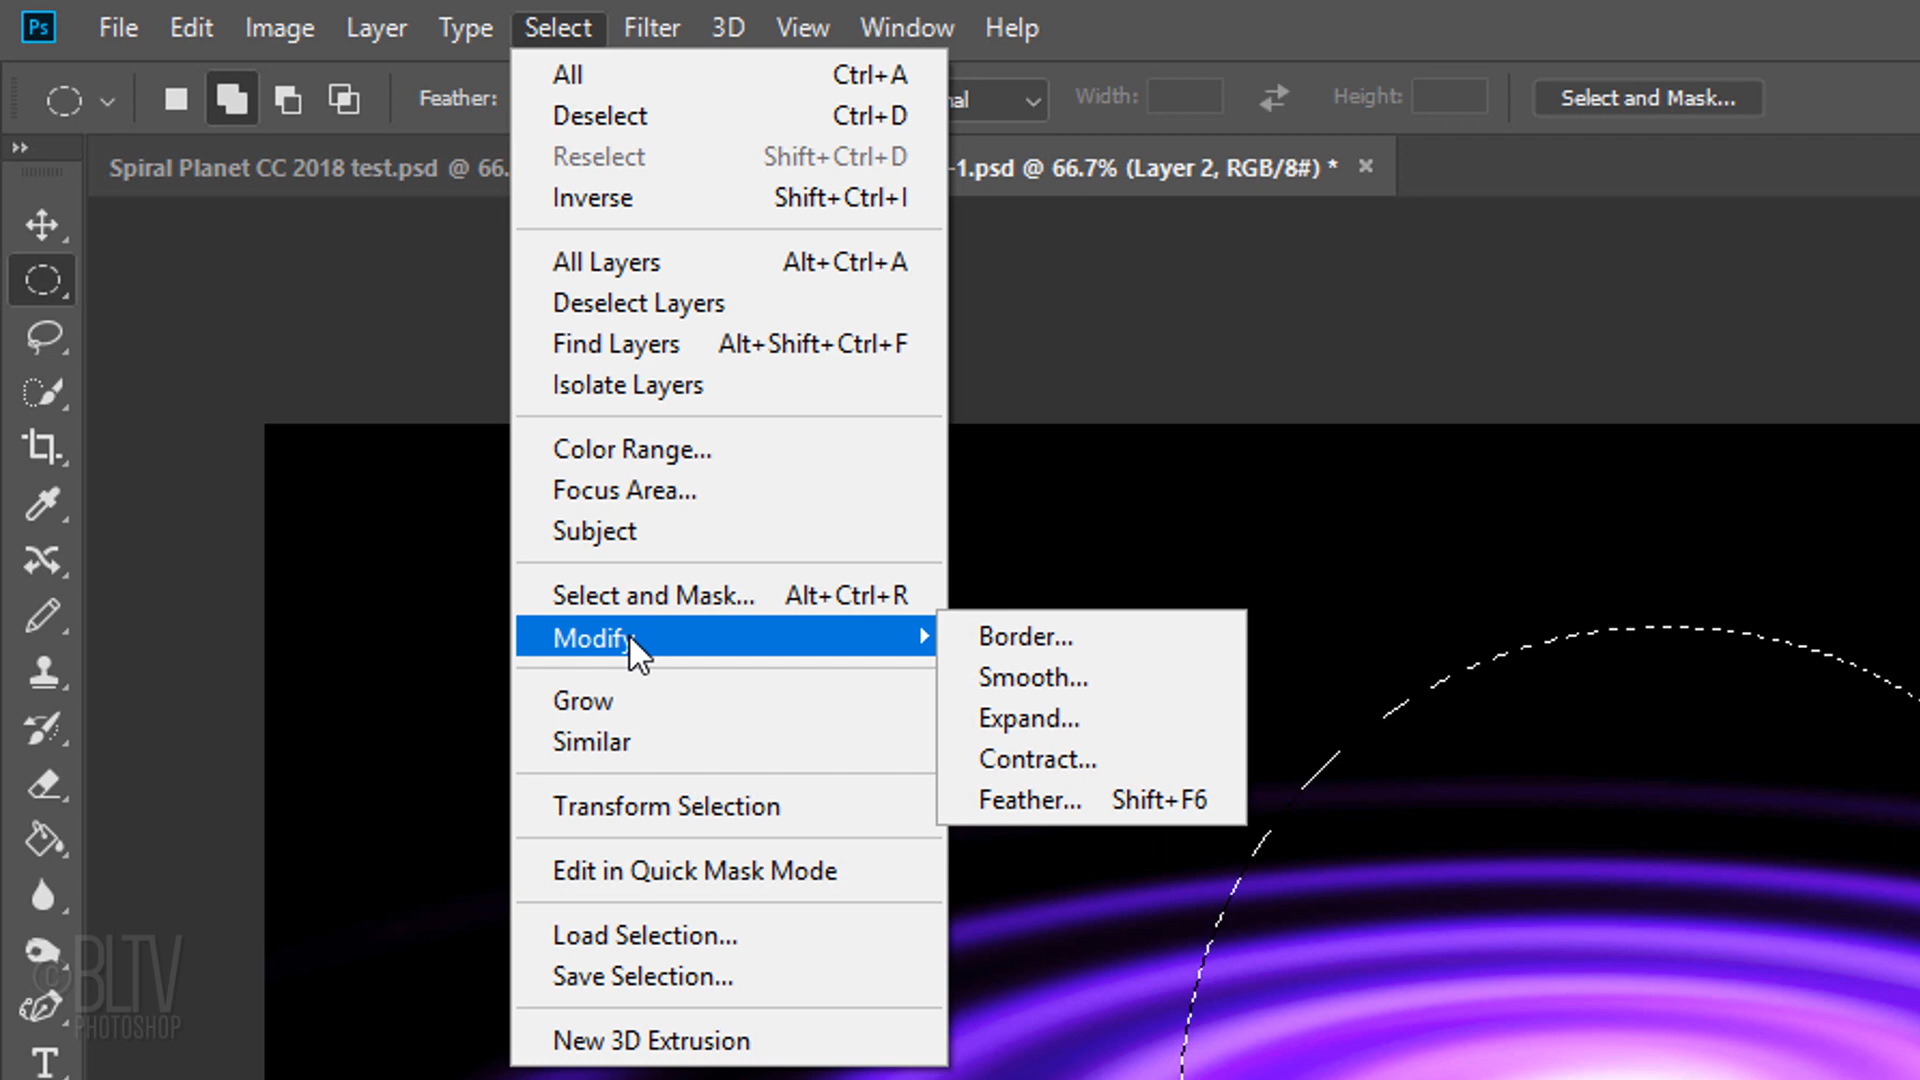 Ps File Edit Image Layer Type Select Filter 3D View Window Help
Feather: Width: Height: Select and Mask...
Spiral Planet CC 2018 test.psd @ 66. -1.psd @ 66.7% (Layer 2, RGB/8#) *
All Ctrl+A
Deselect Ctrl+D
Reselect Shift+Ctrl+D
Inverse Shift+Ctrl+I
All Layers Alt+Ctrl+A
Deselect Layers
Find Layers Alt+Shift+Ctrl+F
Isolate Layers
Color Range...
Focus Area...
Subject
Select and Mask... Alt+Ctrl+R
Modify
Border...
Smooth...
Expand...
Contract...
Feather... Shift+F6
Grow
Similar
Transform Selection
Edit in Quick Mask Mode
Load Selection...
Save Selection...
New 3D Extrusion
© BLTV
PHOTOSHOP